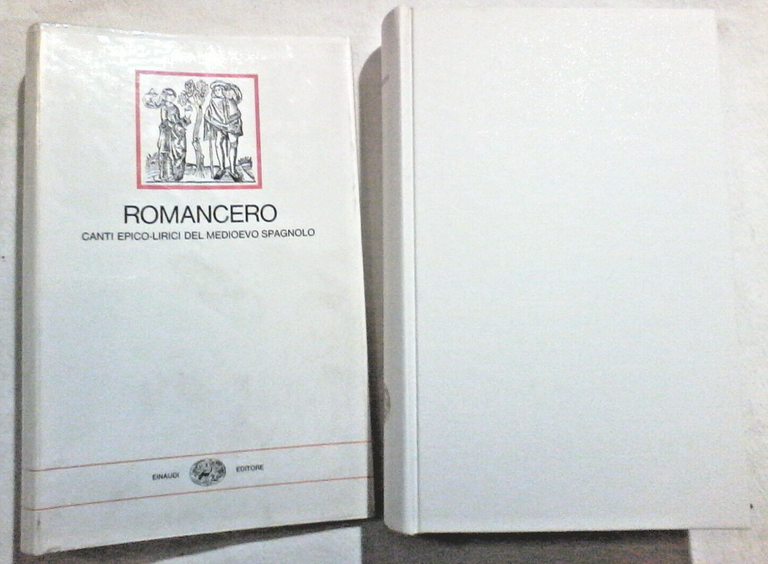 ROMANCERO
CANTI EPICO-LIRICI DEL MEDIOEVO SPAGNOLO
EINAUDI EDITORE